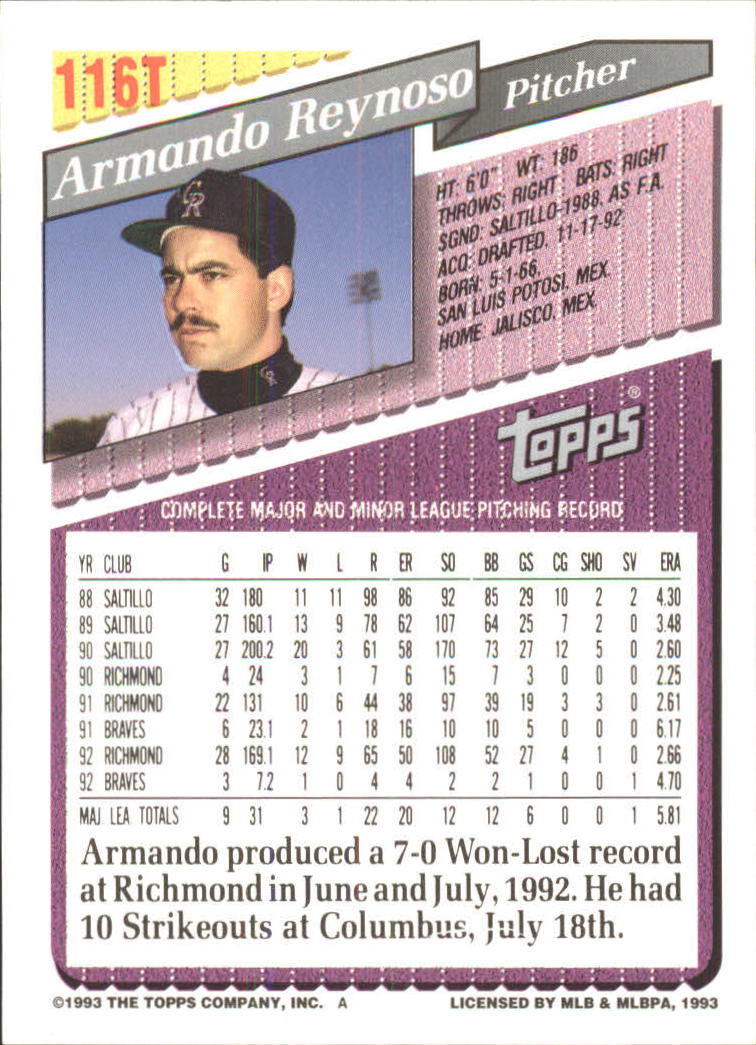 116T
Armando Reynoso
Pitcher
CR
HT: 6'0" WT: 186
THROWS: RIGHT BATS: RIGHT
SGND: SALTILLO-1988, AS F.A.
ACQ: DRAFTED, 11-17-92
BORN: 5-1-66,
SAN LUIS POTOSI, MEX.
HOME: JALISCO, MEX.
TOPPS®
COMPLETE MAJOR AND MINOR LEAGUE PITCHING RECORD
YR CLUB G IP W L R ER SO BB GS CG SHO SV ERA
88 SALTILLO 32 180 11 11 98 86 92 85 29 10 2 2 4.30
89 SALTILLO 27 160.1 13 9 78 62 107 64 25 7 2 0 3.48
90 SALTILLO 27 200.2 20 3 61 58 170 73 27 12 5 0 2.60
90 RICHMOND 4 24 3 1 7 6 15 7 3 0 0 0 2.25
91 RICHMOND 22 131 10 6 44 38 97 39 19 3 3 0 2.61
91 BRAVES 6 23.1 2 1 18 16 10 10 5 0 0 0 6.17
92 RICHMOND 28 169.1 12 9 65 50 108 52 27 4 1 0 2.66
92 BRAVES 3 7.2 1 0 4 4 2 2 1 0 0 1 4.70
MAJ. LEA. TOTALS 9 31 3 1 22 20 12 12 6 0 0 1 5.81
Armando produced a 7-0 Won-Lost record
at Richmond in June and July, 1992. He had
10 Strikeouts at Columbus, July 18th.
©1993 THE TOPPS COMPANY, INC. A
LICENSED BY MLB & MLBPA, 1993